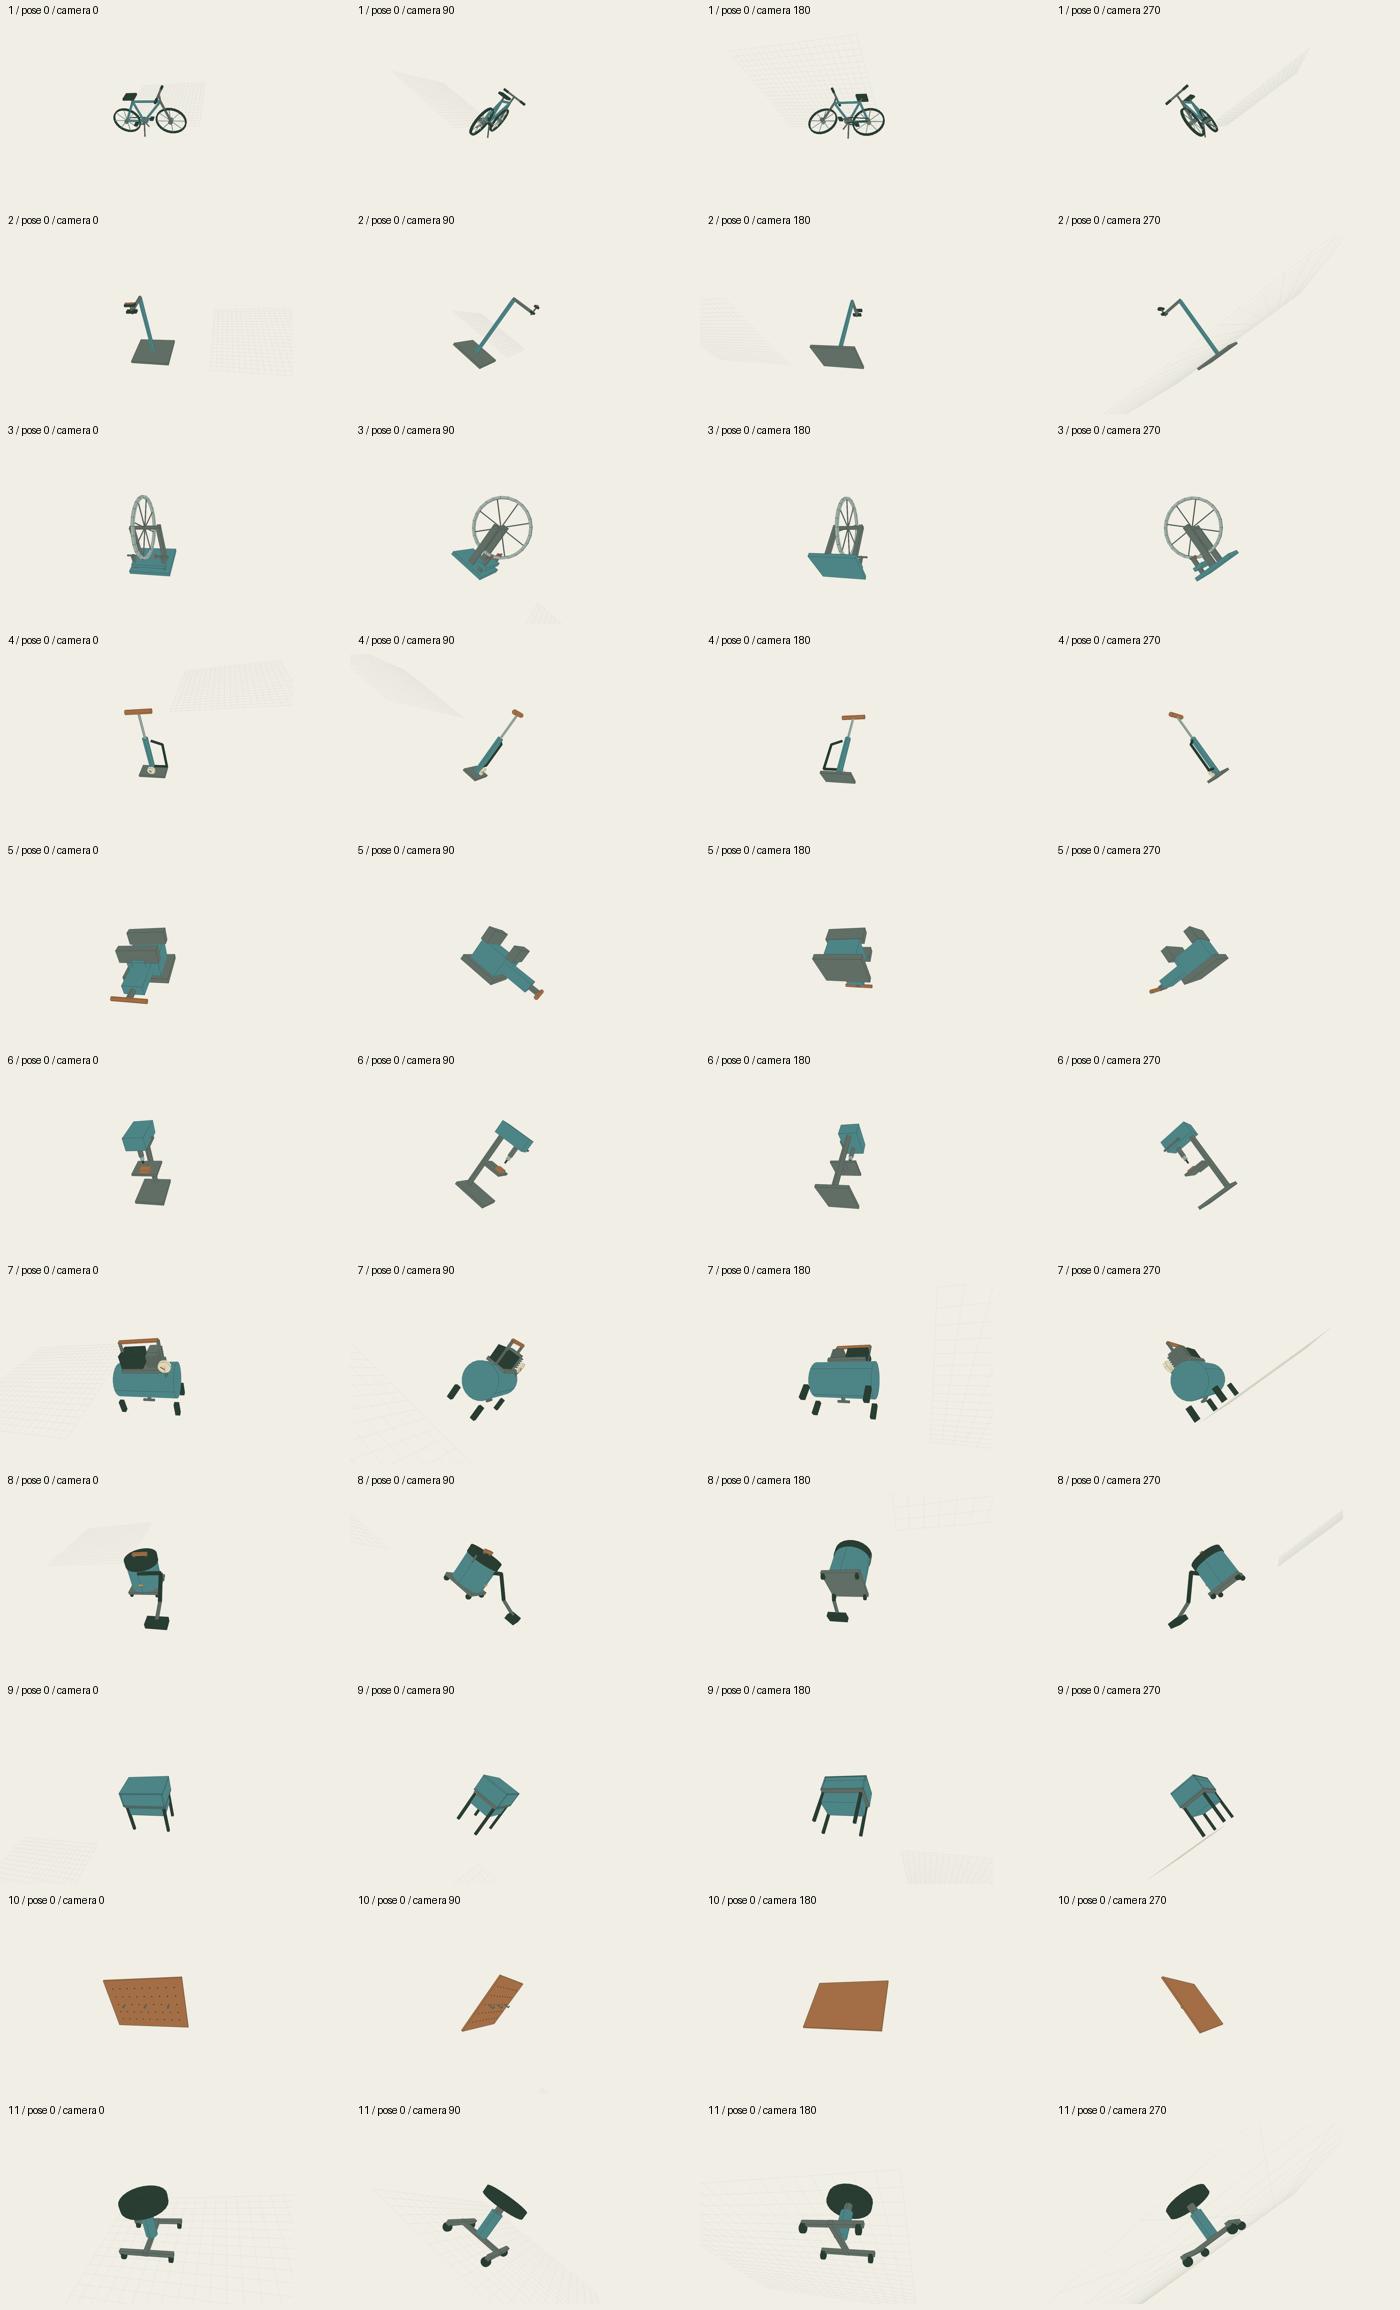 1 / pose 0 / camera 0
1 / pose 0 / camera 90
1 / pose 0 / camera 180
1 / pose 0 / camera 270
2 / pose 0 / camera 0
2 / pose 0 / camera 90
2 / pose 0 / camera 180
2 / pose 0 / camera 270
3 / pose 0 / camera 0
3 / pose 0 / camera 90
3 / pose 0 / camera 180
3 / pose 0 / camera 270
4 / pose 0 / camera 0
4 / pose 0 / camera 90
4 / pose 0 / camera 180
4 / pose 0 / camera 270
5 / pose 0 / camera 0
5 / pose 0 / camera 90
5 / pose 0 / camera 180
5 / pose 0 / camera 270
6 / pose 0 / camera 0
6 / pose 0 / camera 90
6 / pose 0 / camera 180
6 / pose 0 / camera 270
7 / pose 0 / camera 0
7 / pose 0 / camera 90
7 / pose 0 / camera 180
7 / pose 0 / camera 270
8 / pose 0 / camera 0
8 / pose 0 / camera 90
8 / pose 0 / camera 180
8 / pose 0 / camera 270
9 / pose 0 / camera 0
9 / pose 0 / camera 90
9 / pose 0 / camera 180
9 / pose 0 / camera 270
10 / pose 0 / camera 0
10 / pose 0 / camera 90
10 / pose 0 / camera 180
10 / pose 0 / camera 270
11 / pose 0 / camera 0
11 / pose 0 / camera 90
11 / pose 0 / camera 180
11 / pose 0 / camera 270